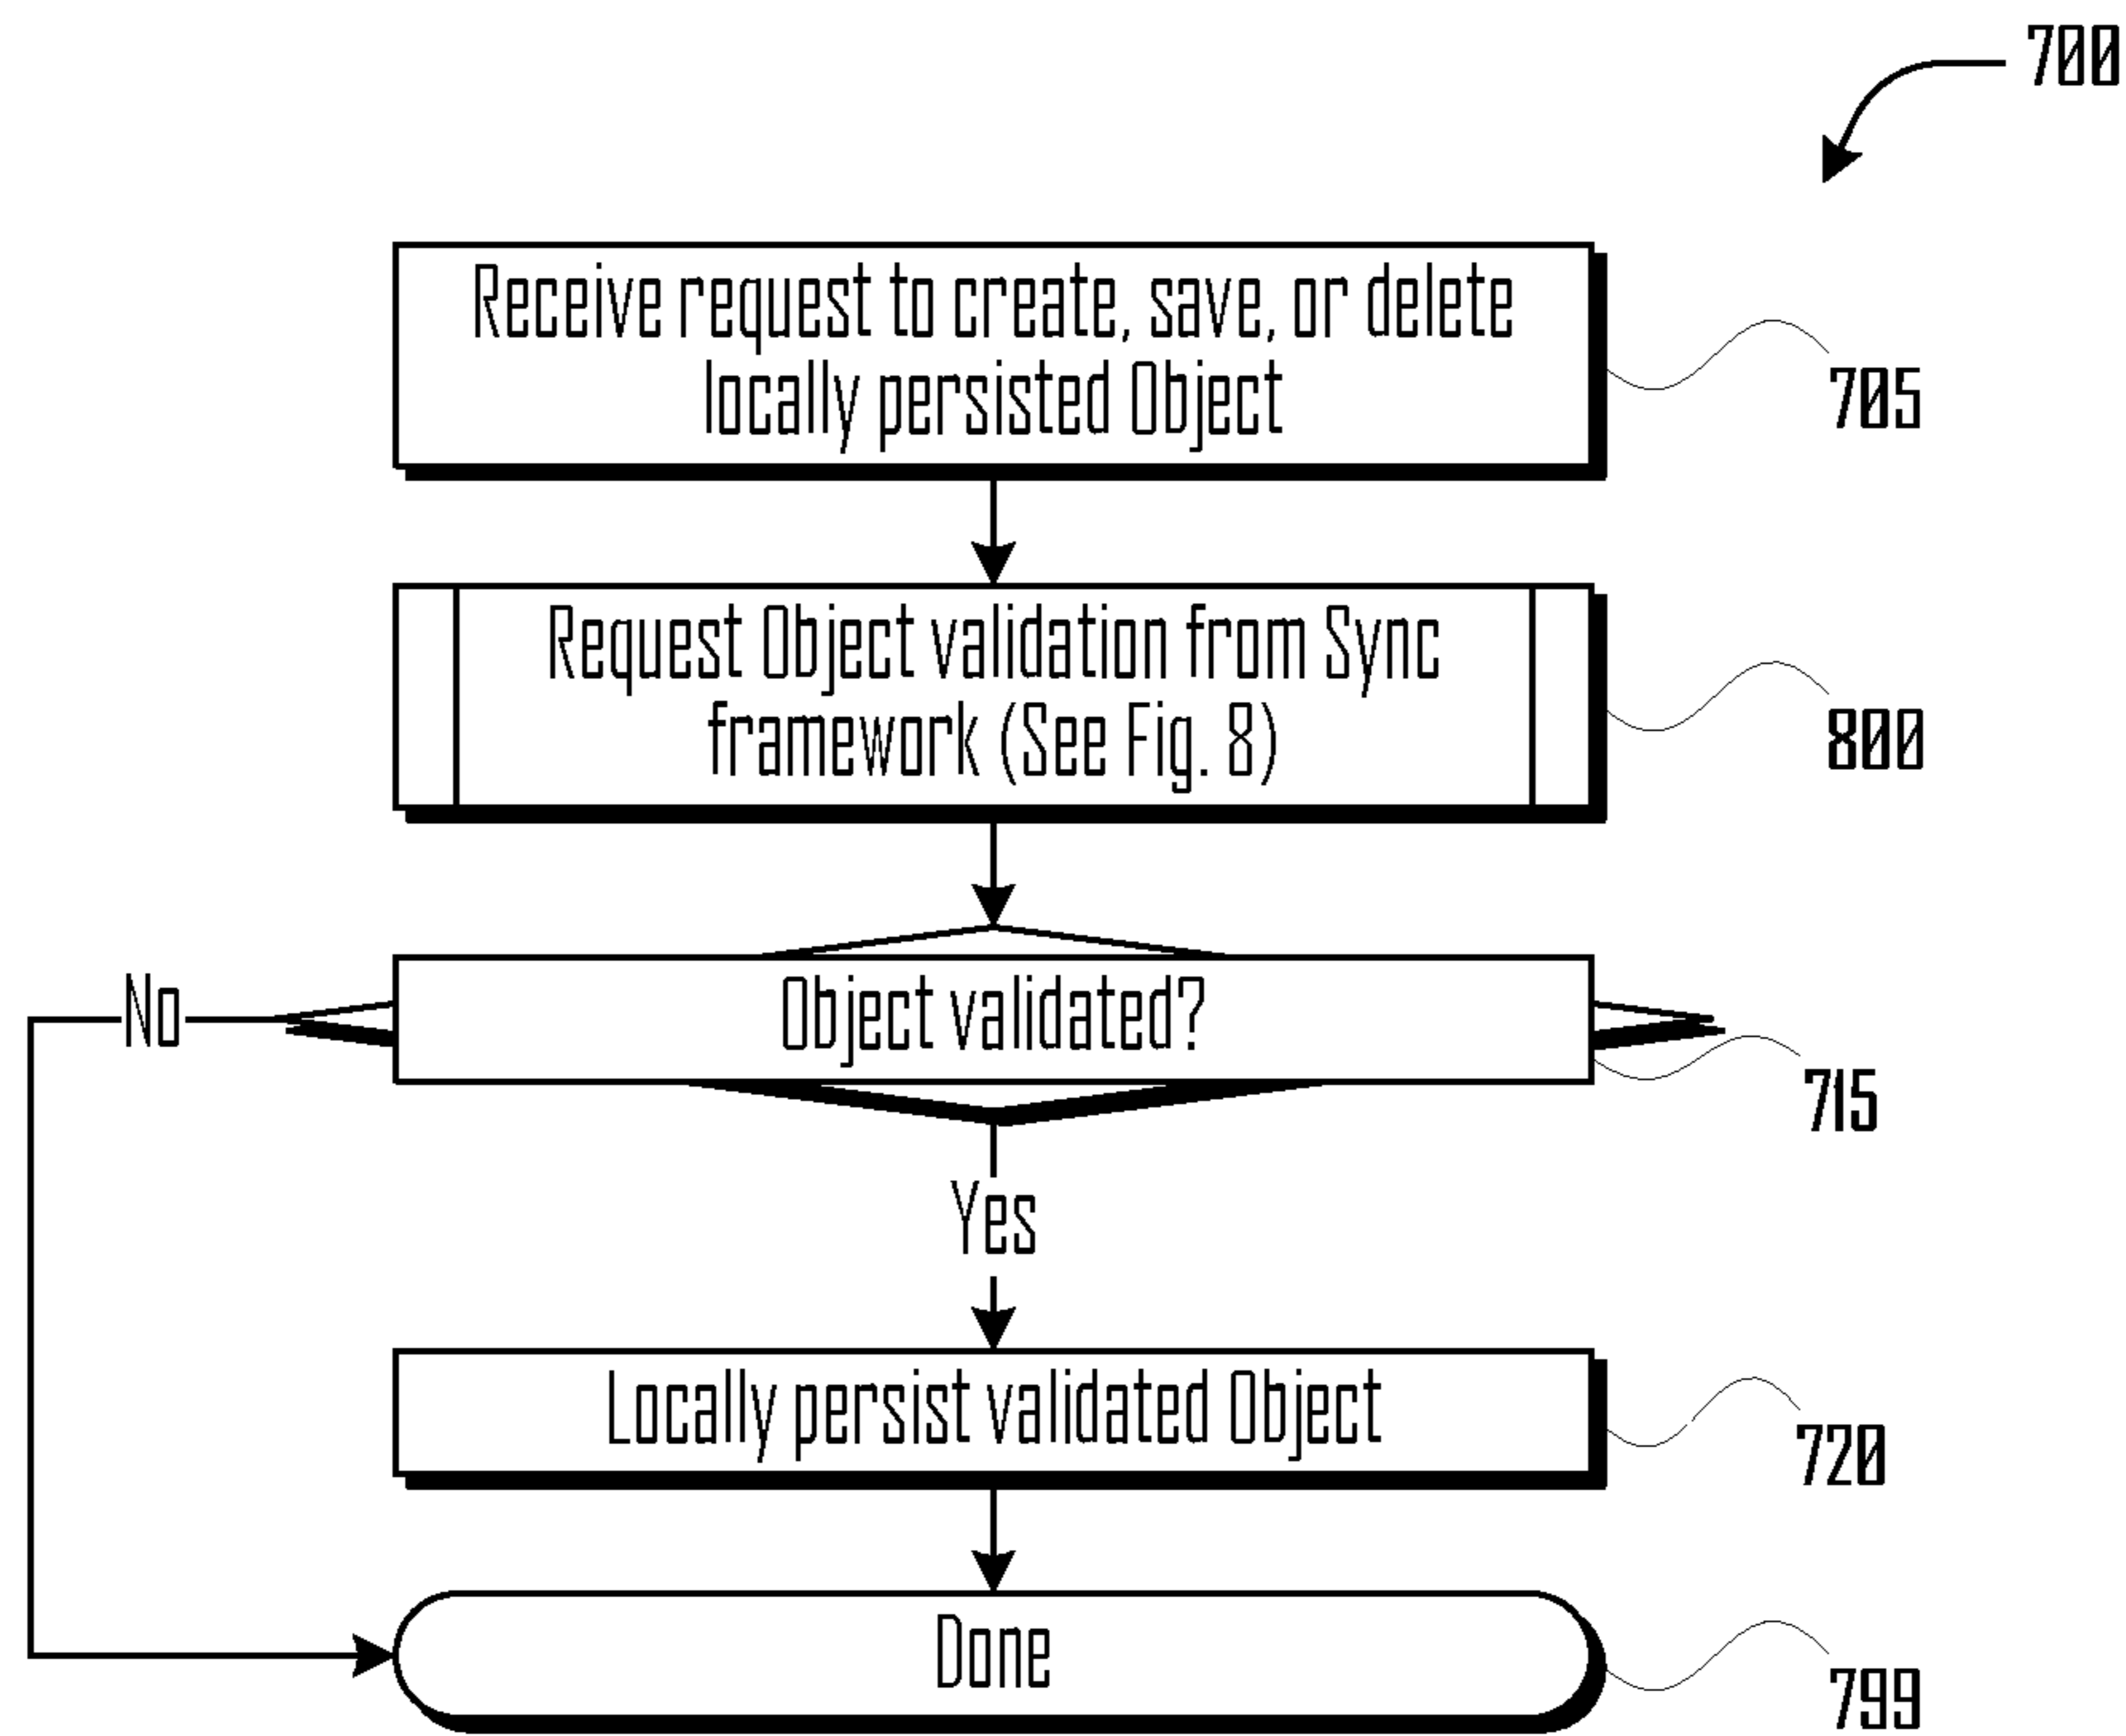 700
Receive request to create, save, or delete
locally persisted Object
705
Request Object validation from Sync
framework (See Fig. 8)
800
No
Object validated?
715
Yes
Locally persist validated Object
720
Done
799